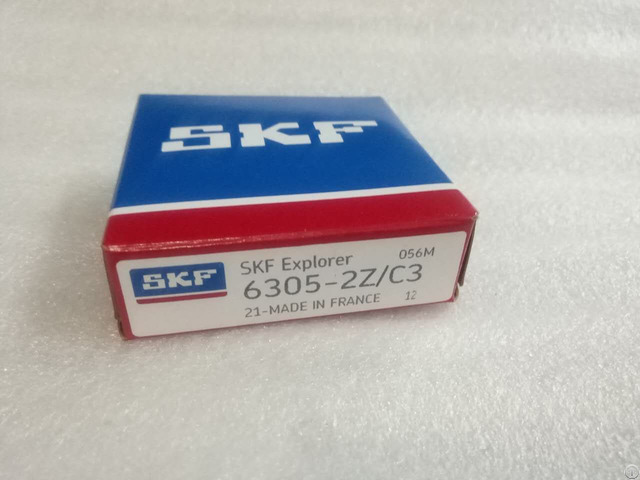 SKF
SKF
SKF Explorer
056M
6305-2Z/C3
21-MADE IN FRANCE
12